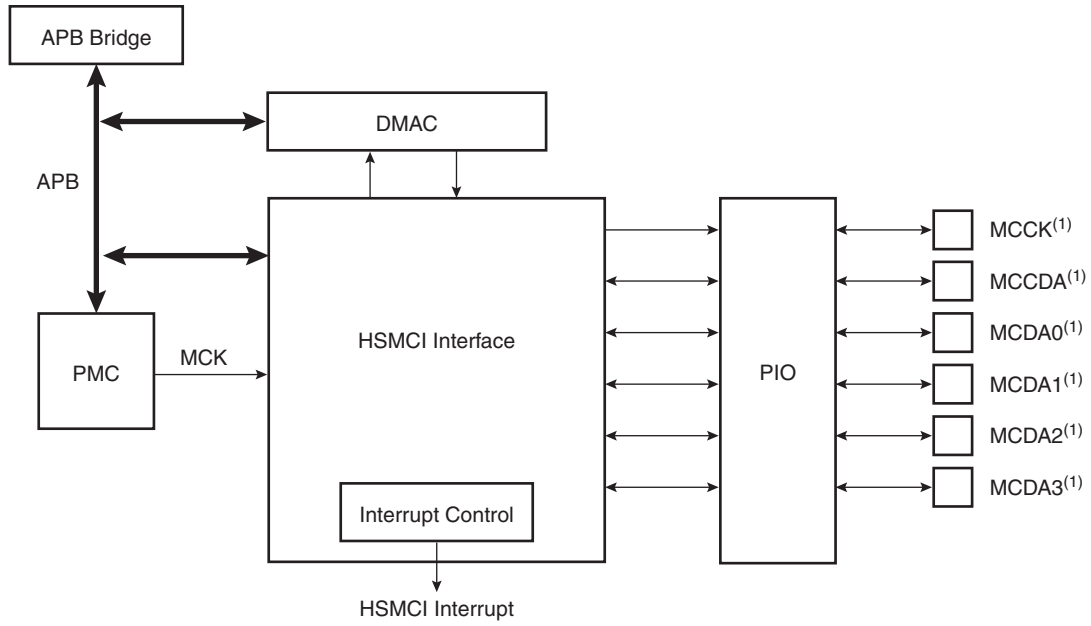 APB Bridge
DMAC
APB
MCCK(1)
MCCDA(1)
HSMCI Interface
MCDA0(1)
MCK
PMC
PIO
MCDA1(1)
MCDA2(1)
MCDA3(1)
Interrupt Control
HSMCI Interrupt